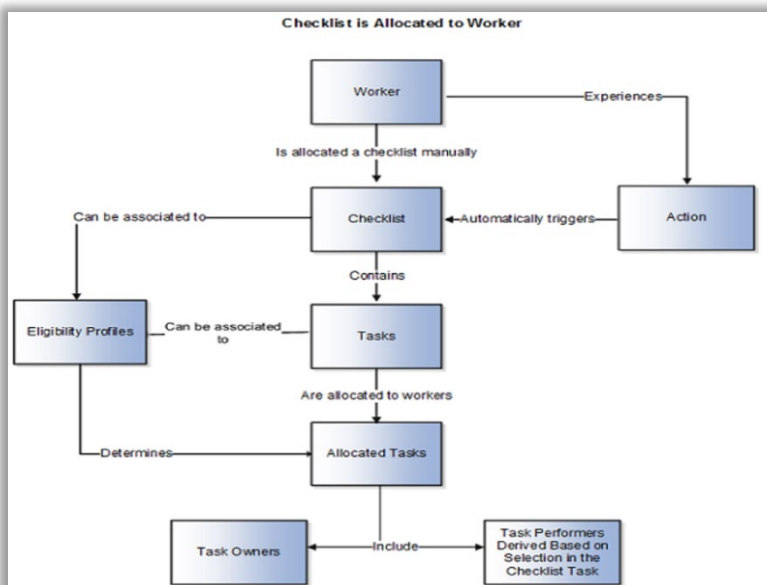 Checklist is Allocated to Worker
Worker
Experiences
Is allocated a checklist manually
Can be associated to
Checklist
Automatically triggers
Action
Contains
Eligibility Profiles
Can be associated
to
Tasks
Are allocated to workers
Determines
Allocated Tasks
Task Owners
Include
Task Performers
Derived Based on
Selection in the
Checklist Task